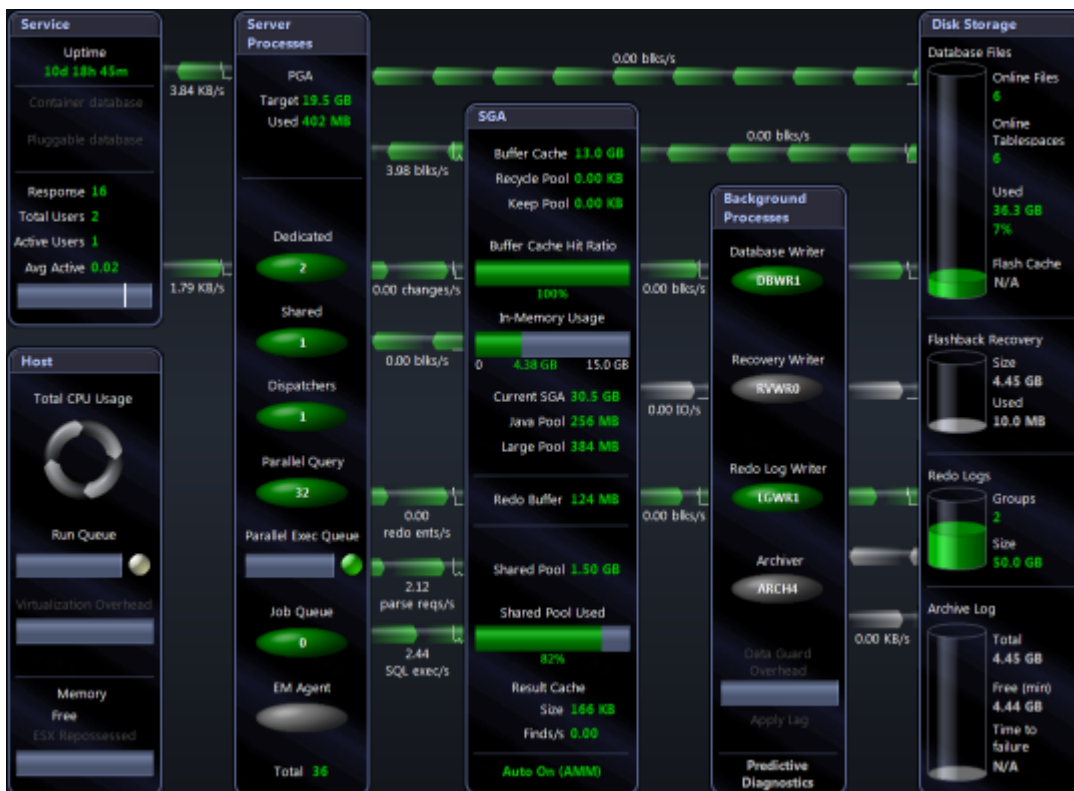 Service
Uptime
10d 18h 45m
Container database
Pluggable database
Response 16
Total Users 2
Active Users 1
Avg Active 0.02
Host
Total CPU Usage
Run Queue
Virtualization Overhead
Memory
Free
ESX Repossessed
3.84 KB/s
1.79 KB/s
Server
Processes
PGA
Target 19.5 GB
Used 402 MB
Dedicated
2
Shared
1
Dispatchers
1
Parallel Query
32
Parallel Exec Queue
Job Queue
0
EM Agent
Total 36
0.00 blks/s
3.98 blks/s
0.00 changes/s
0.00 blks/s
0.00
redo ents/s
2.12
parse reqs/s
2.44
SQL exec/s
SGA
Buffer Cache 13.0 GB
Recycle Pool 0.00 KB
Keep Pool 0.00 KB
Buffer Cache Hit Ratio
100%
In-Memory Usage
0 4.38 GB 15.0 GB
Current SGA 30.5 GB
Java Pool 256 MB
Large Pool 384 MB
Redo Buffer 124 MB
Shared Pool 1.50 GB
Shared Pool Used
82%
Result Cache
Size 166 KB
Finds/s 0.00
Auto On (AMM)
0.00 blks/s
0.00 blks/s
0.00 IO/s
0.00 blks/s
Background
Processes
Database Writer
DBWR1
Recovery Writer
RVWR0
Redo Log Writer
LGWR1
Archiver
ARCH4
Data Guard
Overhead
Apply Lag
Predictive
Diagnostics
0.00 KB/s
Disk Storage
Database Files
Online Files
6
Online
Tablespaces
6
Used
36.3 GB
7%
Flash Cache
N/A
Flashback Recovery
Size
4.45 GB
Used
10.0 MB
Redo Logs
Groups
2
Size
50.0 GB
Archive Log
Total
4.45 GB
Free (min)
4.44 GB
Time to
failure
N/A